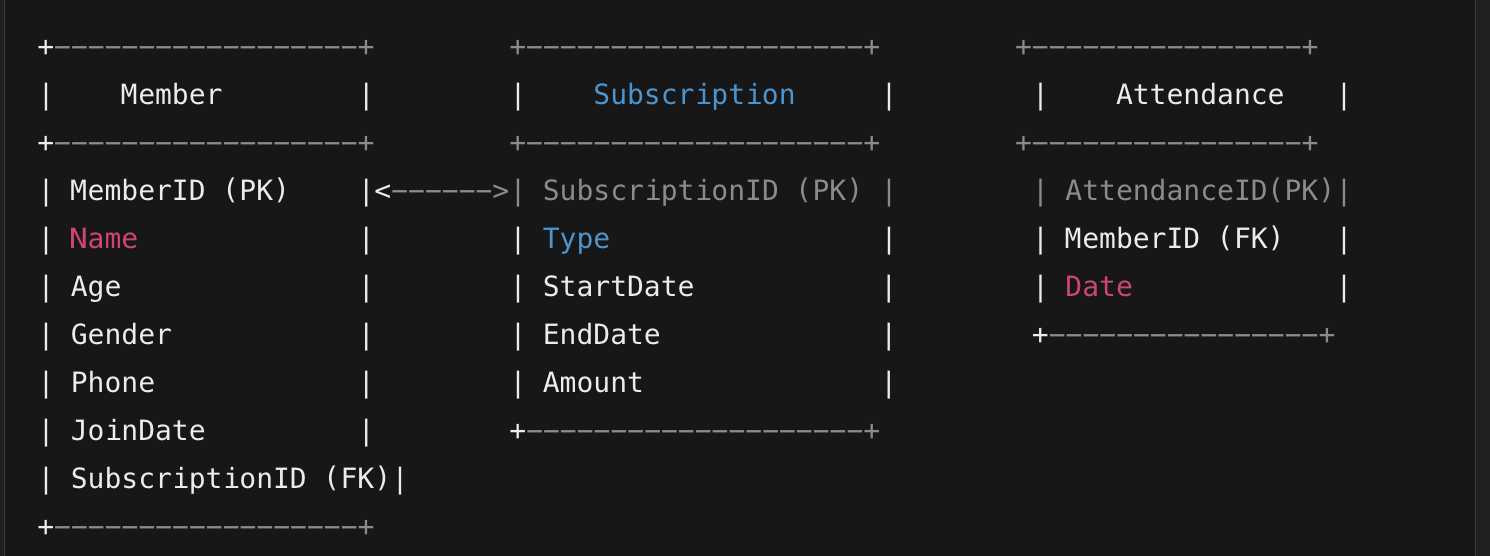 +------------------+        +--------------------+        +----------------+
|    Member        |        |    Subscription     |        |    Attendance   |
+------------------+        +--------------------+        +----------------+
| MemberID (PK)    |<------>| SubscriptionID (PK) |        | AttendanceID(PK)|
| Name             |        | Type                |        | MemberID (FK)   |
| Age              |        | StartDate           |        | Date            |
| Gender           |        | EndDate             |        +----------------+
| Phone            |        | Amount              |
| JoinDate         |        +--------------------+
| SubscriptionID (FK)|
+------------------+